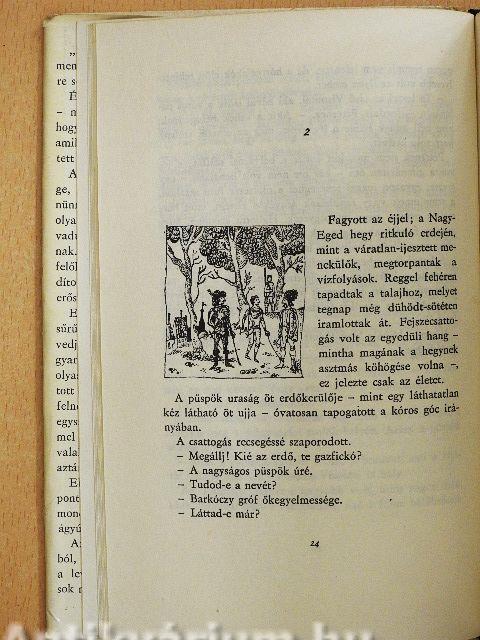 2
Fagyott az éjjel; a Nagy-
Eged hegy ritkuló erdején,
mint a váratlan-ijesztett me-
nekülők, megtorpantak a
vízfolyások. Reggel fehéren
tapadtak a talajhoz, melyet
tegnap még dühödt-sütéten
iramlottak át. Fejszecsatto-
gás volt az egyedüli hang –
mintha magának a hegynek
asztmás köhögése volna –,
ez jelezte csak az életet.
A püspök uraság öt erdőkerülője – mint egy láthatatlan
kéz látható öt ujja – óvatosan tapogatott a kóros góc irá-
nyában.
A csattogás recsegéssé szaporodott.
– Megállj! Kié az erdő, te gazfickó?
– A nagyságos püspök úré.
– Tudod-e a nevét?
– Barkóczy gróf őkegyelmessége.
– Láttad-e már?
24
Antikvárium.hu